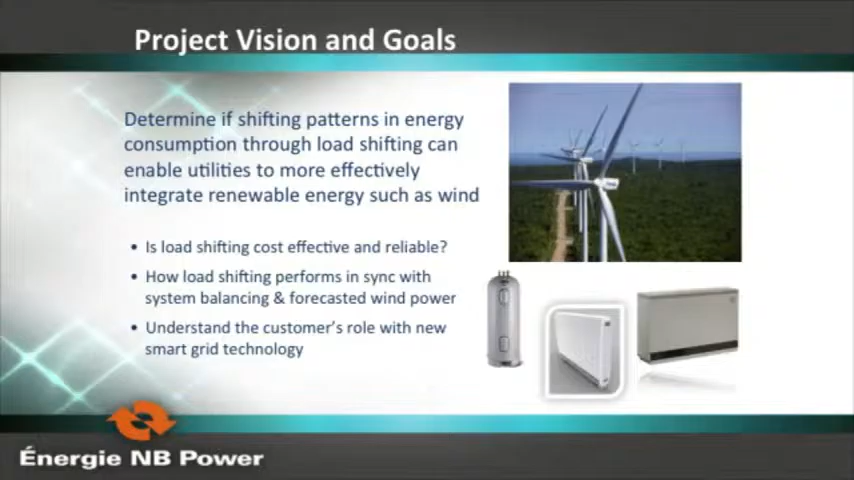 Project Vision and Goals
Determine if shifting patterns in energy
consumption through load shifting can
enable utilities to more effectively
integrate renewable energy such as wind
• Is load shifting cost effective and reliable?
• How load shifting performs in sync with
system balancing & forecasted wind power
• Understand the customer's role with new
smart grid technology
Énergie NB Power